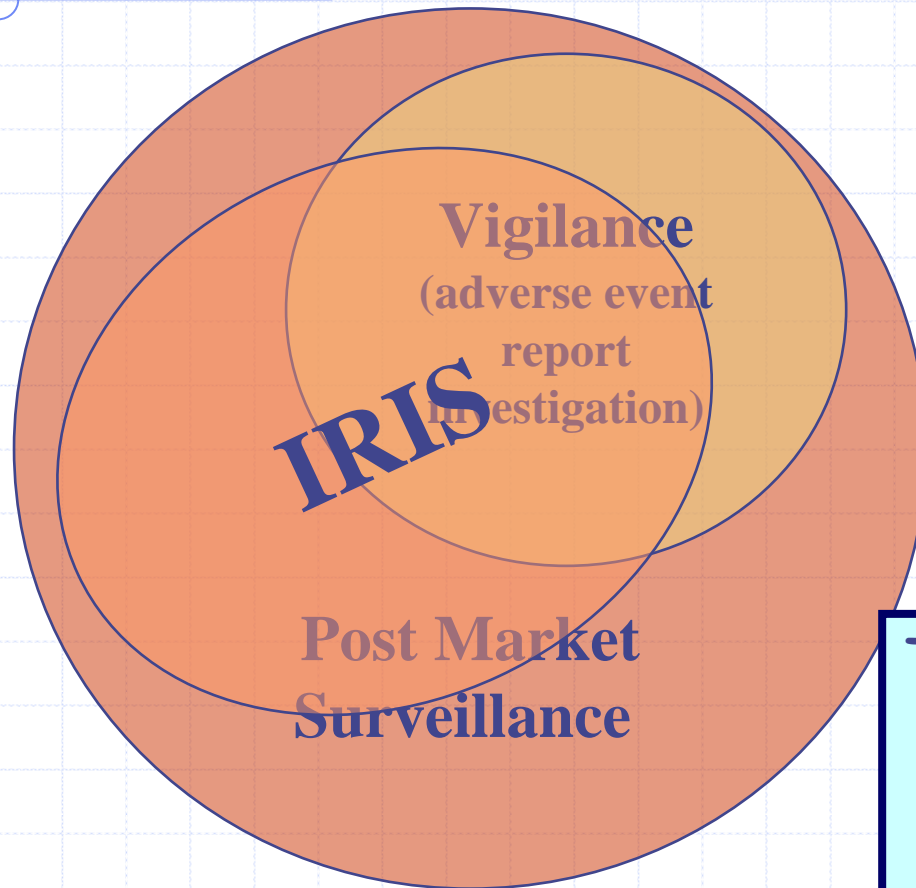 Vigilance
(adverse event
report
investigation)
IRIS
Post Market
Surveillance